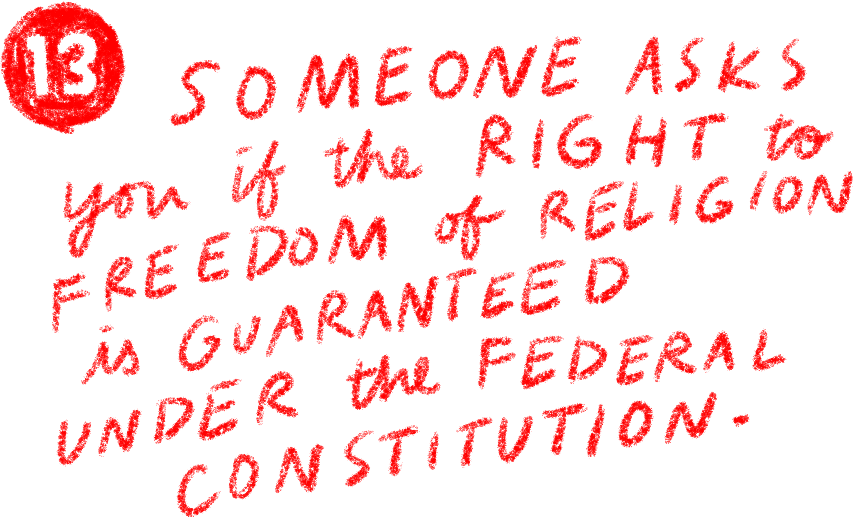 13 SOMEONE ASKS
you if the RIGHT to
FREEDOM of RELIGION
is GUARANTEED
UNDER the FEDERAL
CONSTITUTION.